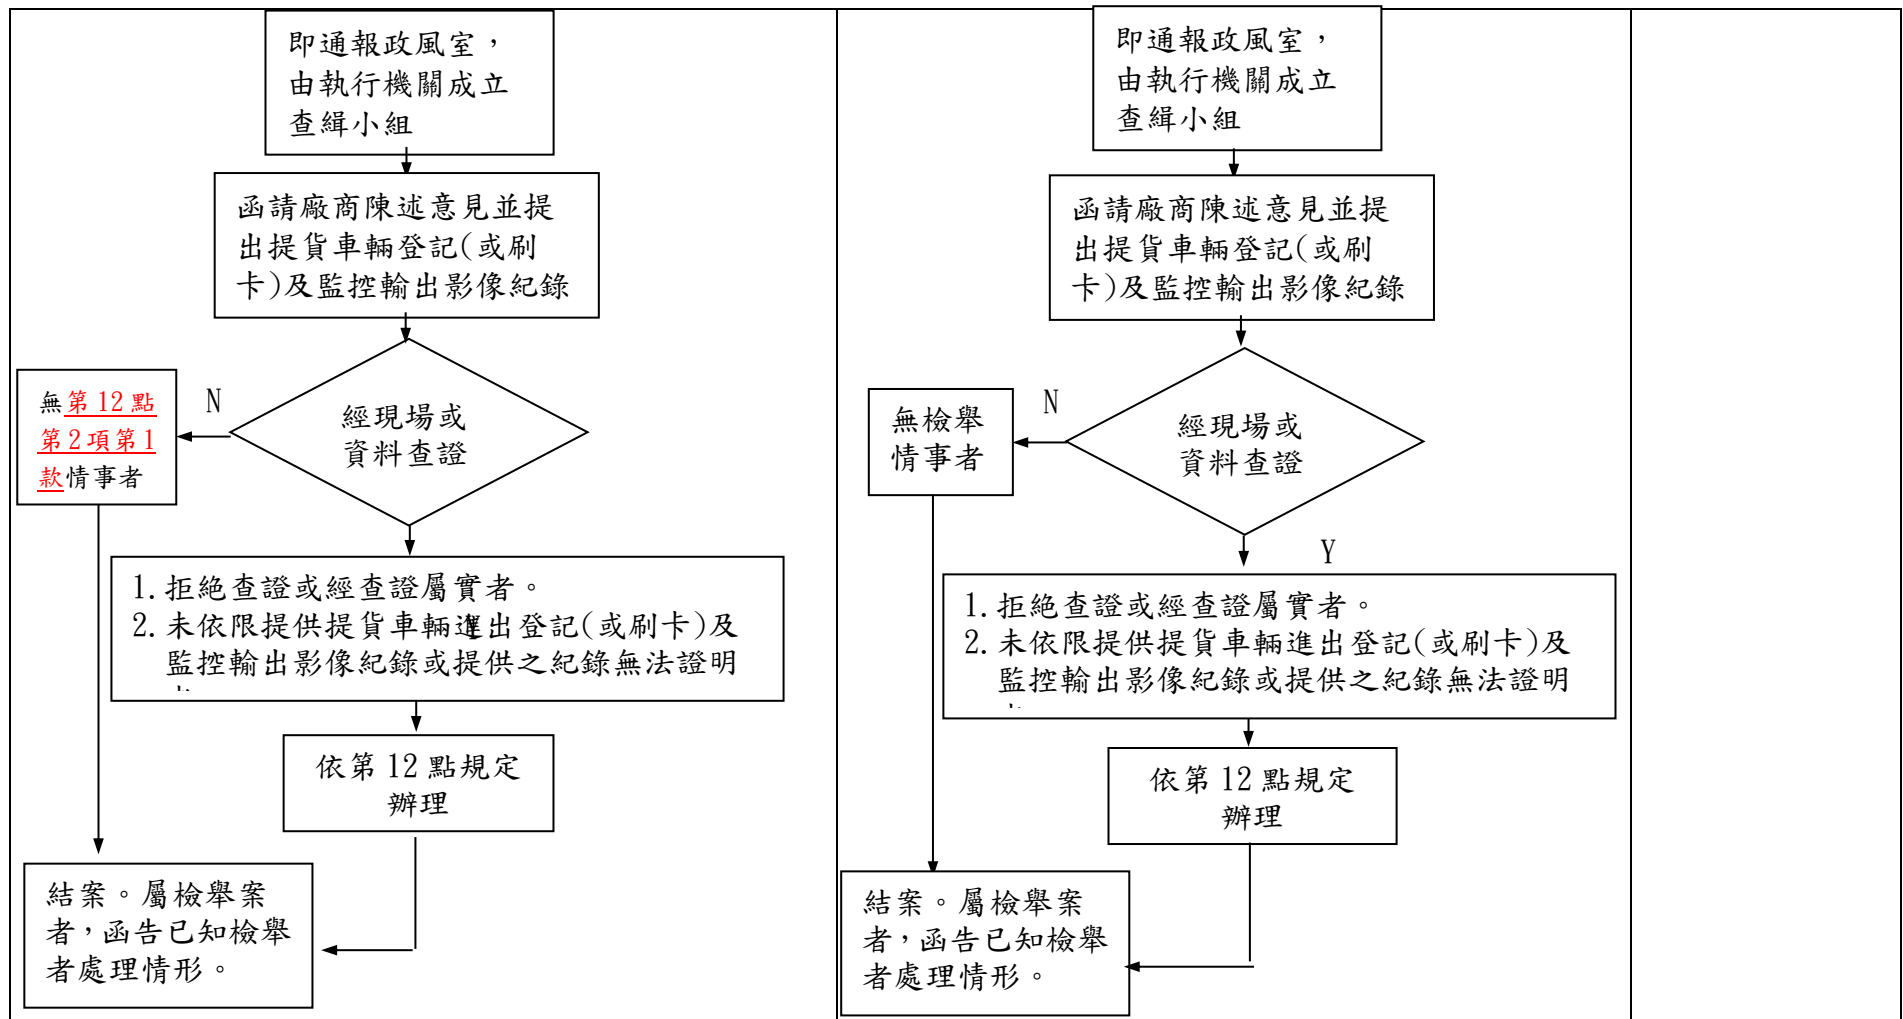 即通報政風室，
由執行機關成立
查緝小組
函請廠商陳述意見並提
出提貨車輛登記(或刷
卡)及監控輸出影像紀錄
經現場或
資料查證
N
無第12點
第2項第1
款情事者
1.拒絶查證或經查證屬實者。
2.未依限提供提貨車輛進出登記(或刷卡)及
監控輸出影像紀錄或提供之紀錄無法證明
依第12點規定
辦理
結案。屬檢舉案
者，函告已知檢舉
者處理情形。
即通報政風室，
由執行機關成立
查緝小組
函請廠商陳述意見並提
出提貨車輛登記(或刷
卡)及監控輸出影像紀錄
經現場或
資料查證
N
無檢舉
情事者
Y
1.拒絶查證或經查證屬實者。
2.未依限提供提貨車輛進出登記(或刷卡)及
監控輸出影像紀錄或提供之紀錄無法證明
依第12點規定
辦理
結案。屬檢舉案
者，函告已知檢舉
者處理情形。